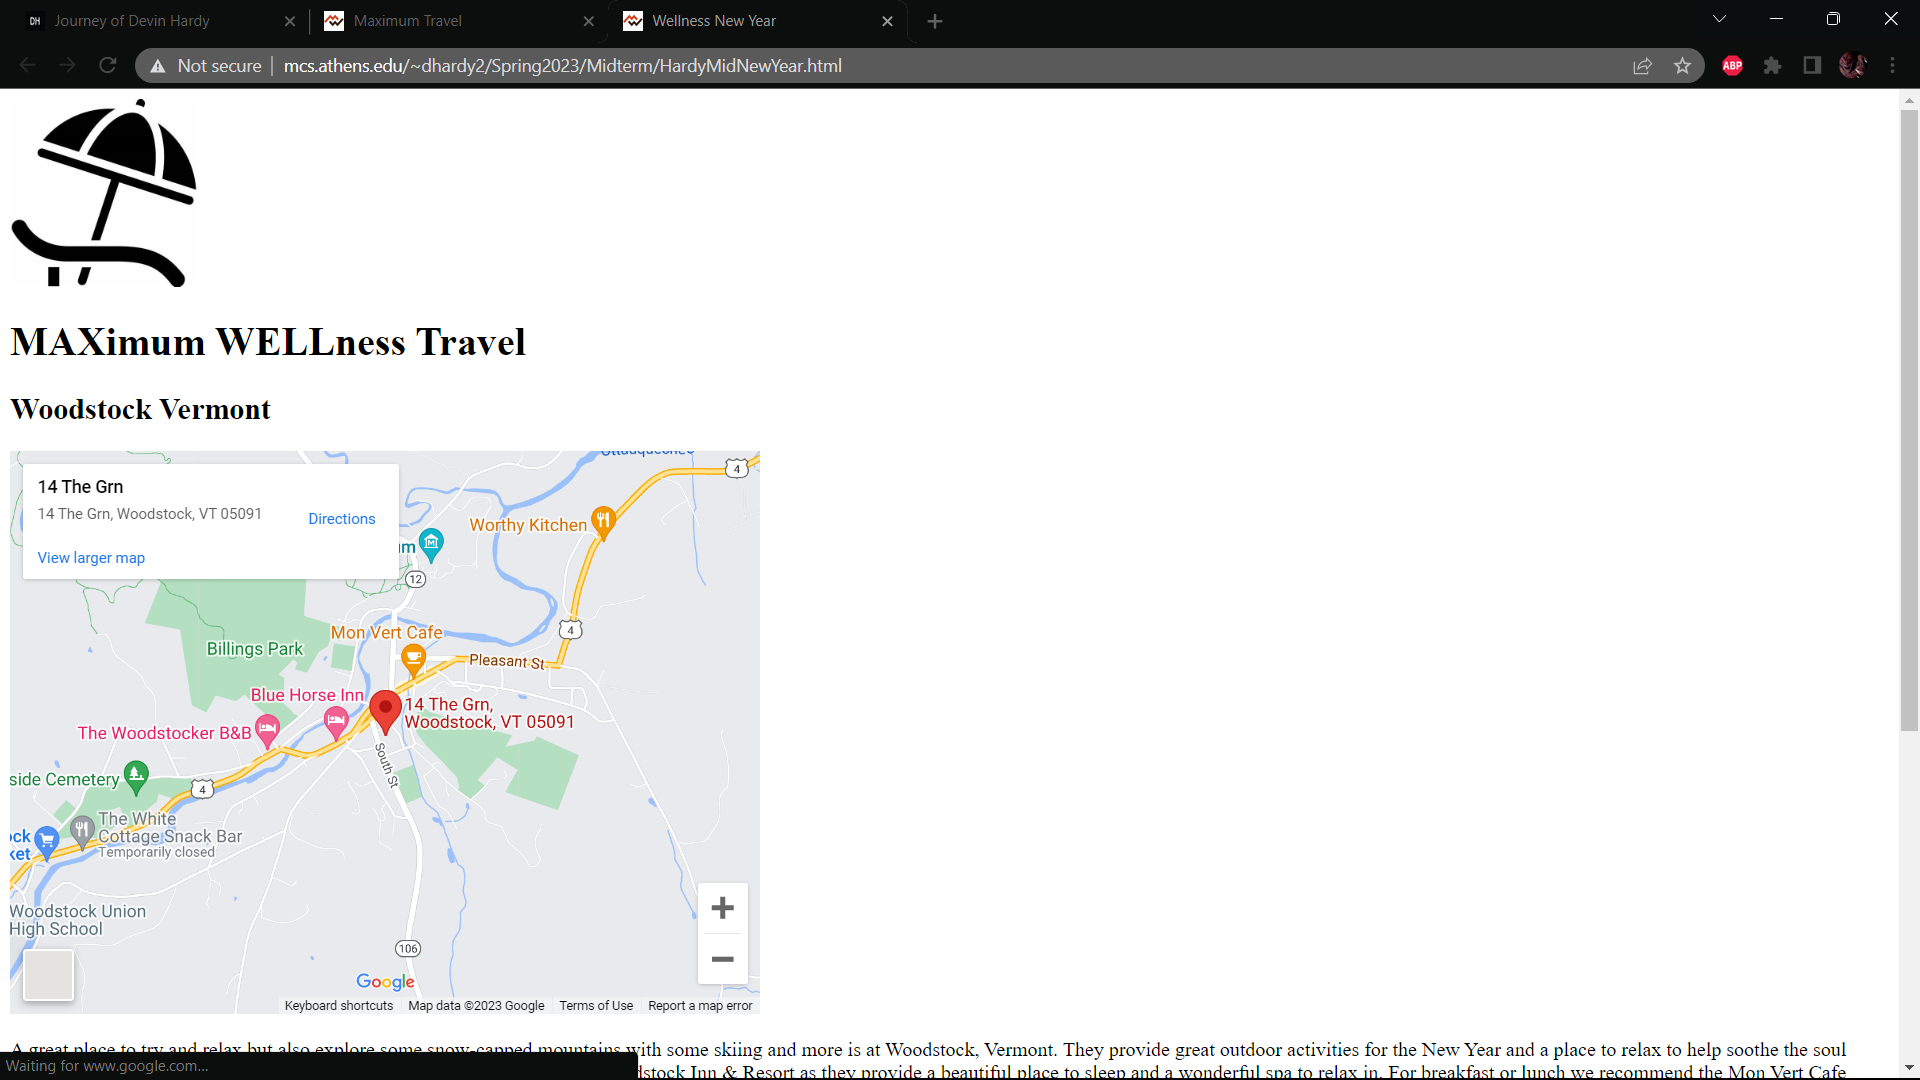 DH Journey of Devin Hardy
Maximum Travel
Wellness New Year
Not secure mcs.athens.edu/~dhardy2/Spring2023/Midterm/HardyMidNewYear.html
ABP
MAXimum WELLness Travel
Woodstock Vermont
14 The Grn
14 The Grn, Woodstock, VT 05091
Directions
View larger map
4
Worthy Kitchen
12
4
Mon Vert Cafe
Billings Park
Pleasant St
Blue Horse Inn
14 The Grn,
Woodstock, VT 05091
The Woodstocker B&B
South St
side Cemetery
4
The White
Cottage Snack Bar
Temporarily closed
ock
ket
Woodstock Union
High School
106
Google
Keyboard shortcuts Map data ©2023 Google Terms of Use Report a map error
A great place to try and relax but also explore some snow-capped mountains with some skiing and more is at Woodstock, Vermont. They provide great outdoor activities for the New Year and a place to relax to help soothe the soul
Waiting for www.google.com...
dstock Inn & Resort as they provide a beautiful place to sleep and a wonderful spa to relax in. For breakfast or lunch we recommend the Mon Vert Cafe